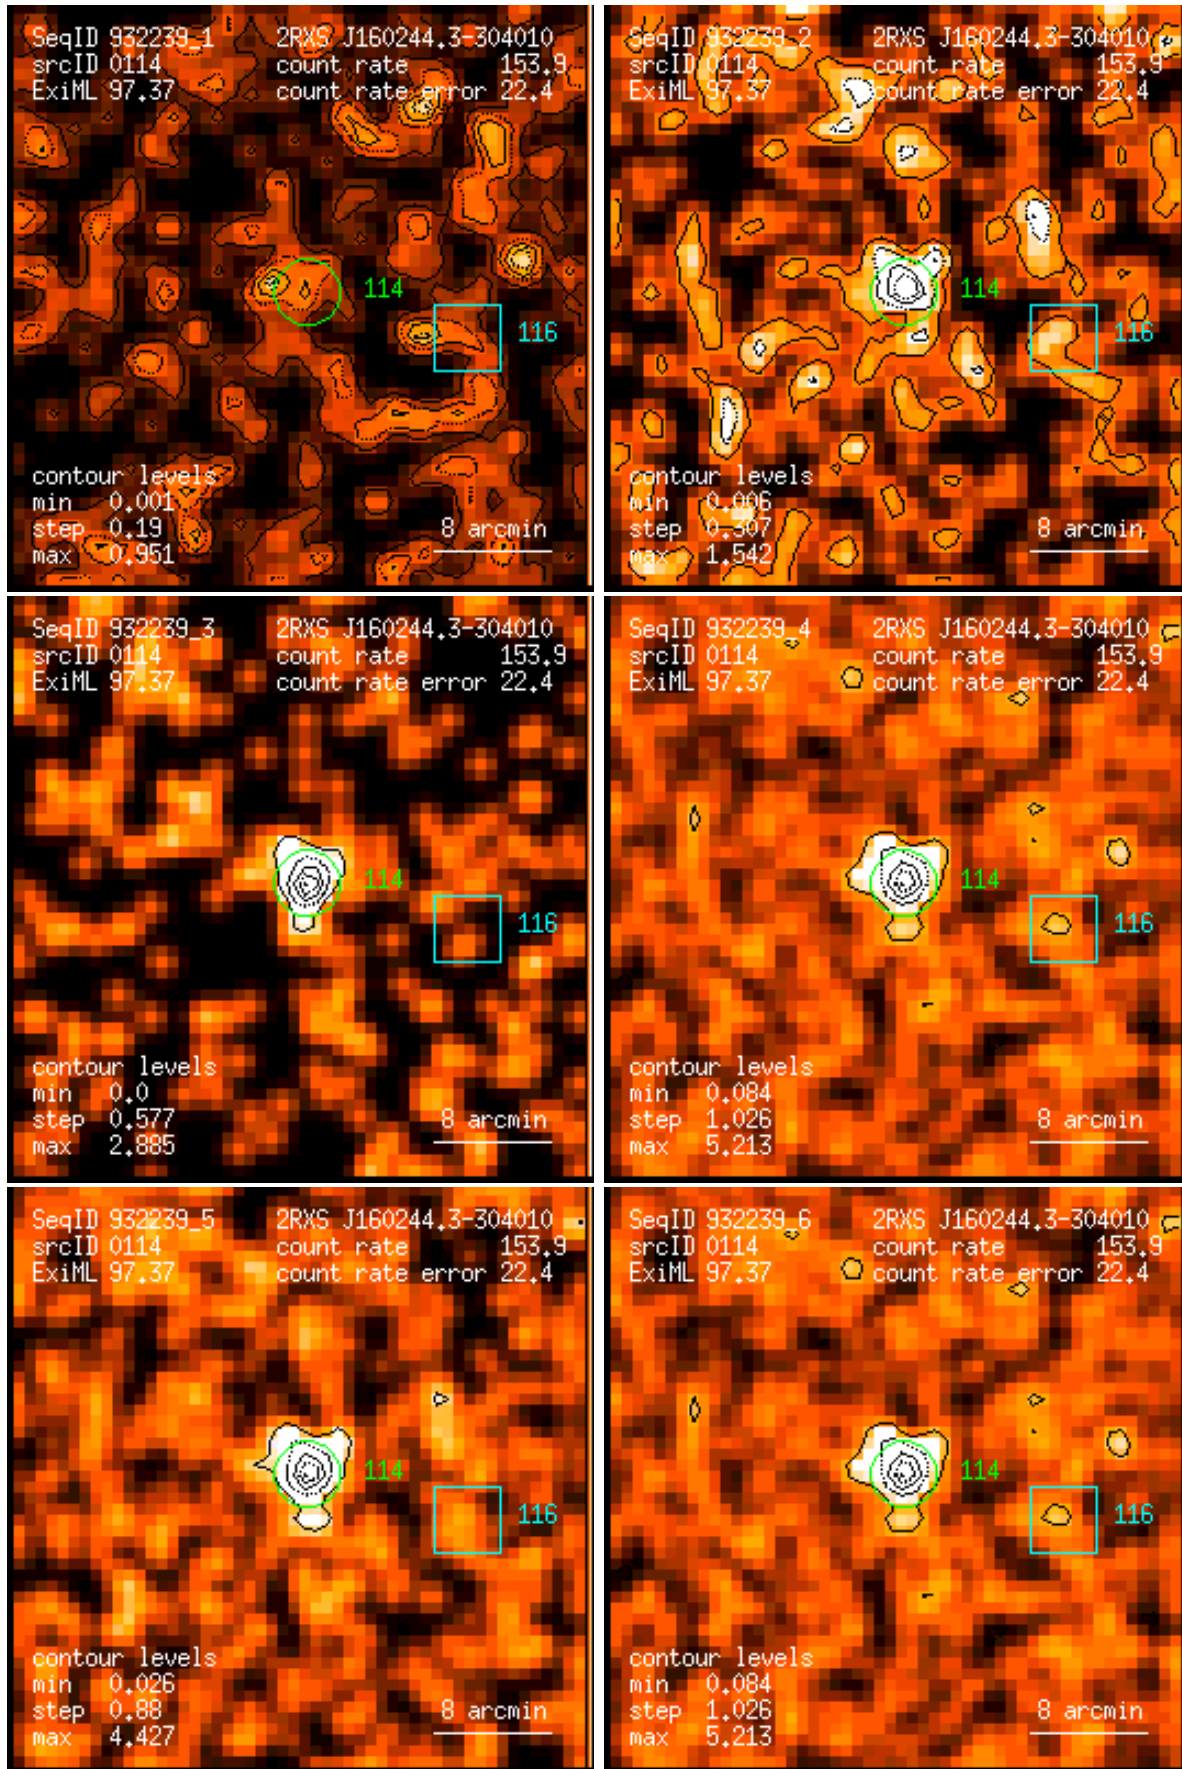 SeqID 932239_1 2RXS J160244.3-304010
srcID 0114 count rate 153.9
ExiML 97.37 count rate error 22.4
114
116
contour levels
min 0.001
step 0.19 8 arcmin
max 0.951
SeqID 932239_2 2RXS J160244.3-304010
srcID 0114 count rate 153.9
ExiML 97.37 count rate error 22.4
114
116
contour levels
min 0.006
step 0.307 8 arcmin
max 1.542
SeqID 932239_3 2RXS J160244.3-304010
srcID 0114 count rate 153.9
ExiML 97.37 count rate error 22.4
114
116
contour levels
min 0.0
step 0.577 8 arcmin
max 2.885
SeqID 932239_4 2RXS J160244.3-304010
srcID 0114 count rate 153.9
ExiML 97.37 count rate error 22.4
114
116
contour levels
min 0.084
step 1.026 8 arcmin
max 5.213
SeqID 932239_5 2RXS J160244.3-304010
srcID 0114 count rate 153.9
ExiML 97.37 count rate error 22.4
114
116
contour levels
min 0.026
step 0.88 8 arcmin
max 4.427
SeqID 932239_6 2RXS J160244.3-304010
srcID 0114 count rate 153.9
ExiML 97.37 count rate error 22.4
114
116
contour levels
min 0.084
step 1.026 8 arcmin
max 5.213